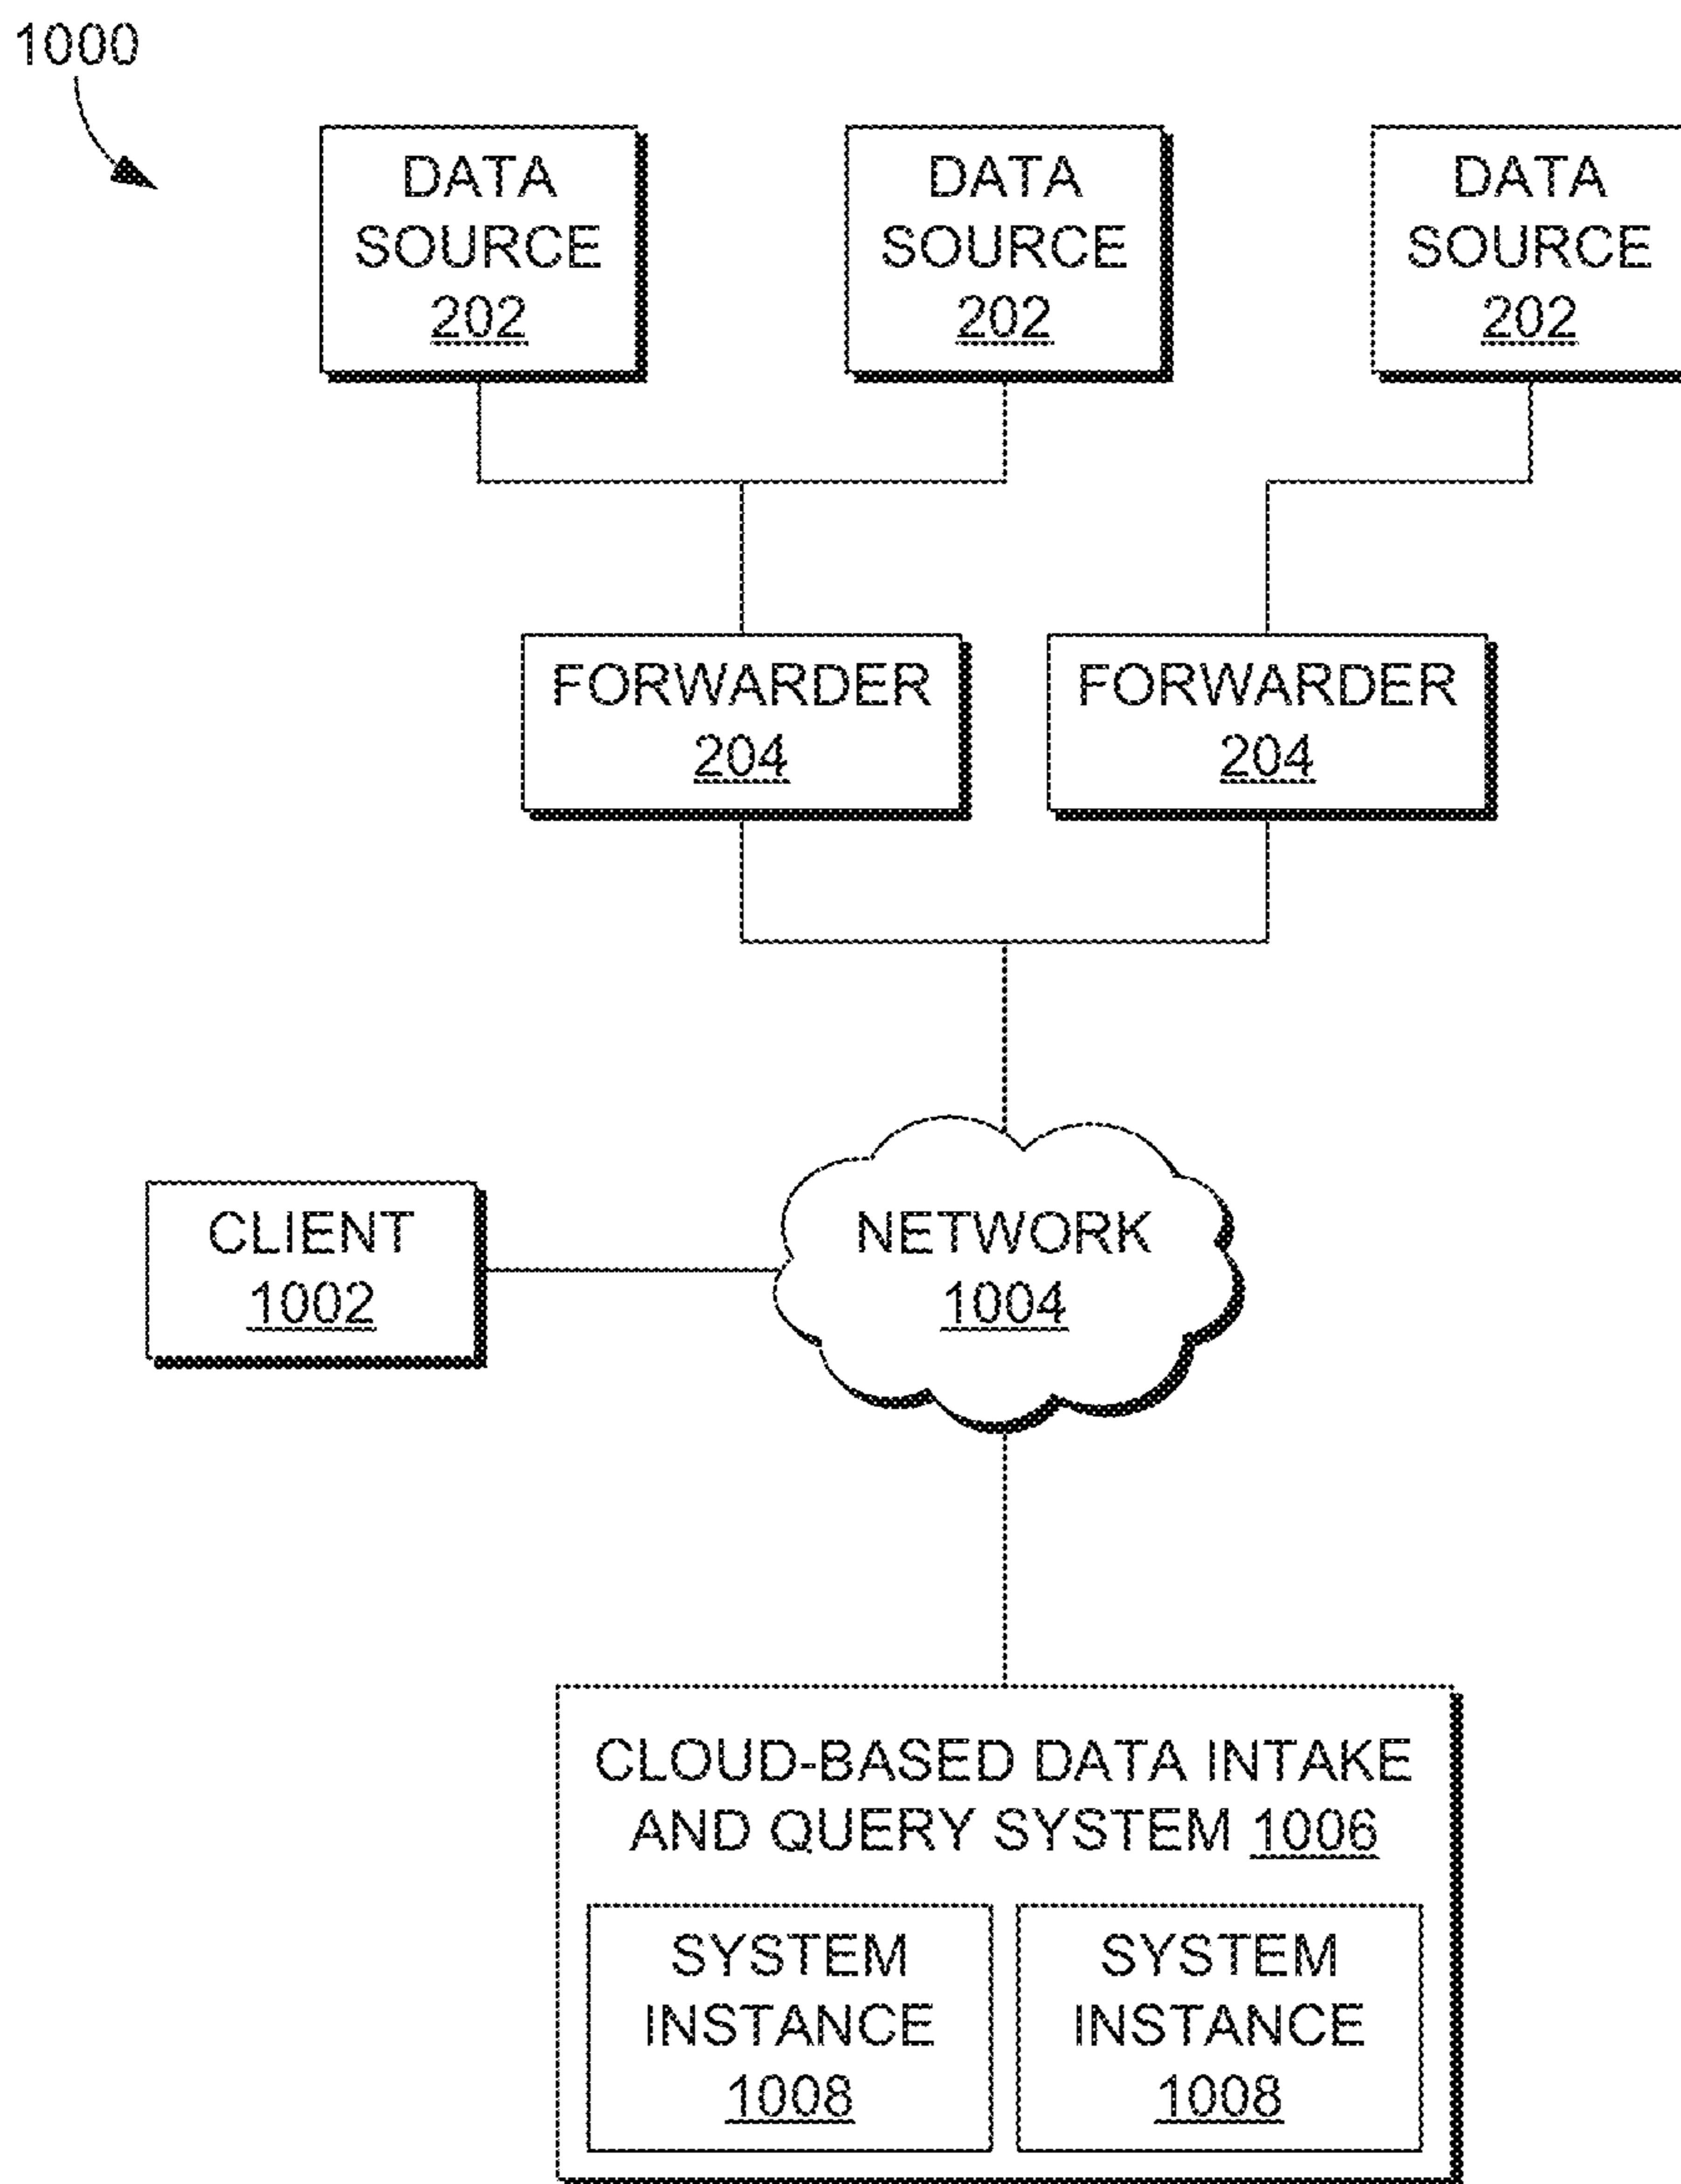 1000
DATA
SOURCE
202
DATA
SOURCE
202
DATA
SOURCE
202
FORWARDER
204
FORWARDER
204
CLIENT
1002
NETWORK
1004
CLOUD-BASED DATA INTAKE
AND QUERY SYSTEM 1006
SYSTEM
INSTANCE
1008
SYSTEM
INSTANCE
1008